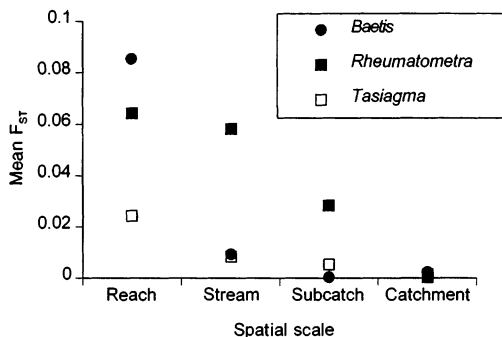 0.1
0.08
0.06
0.04
0.02
0
Mean F_ST
Baetis
Rheumatometra
Tasiagma
Reach Stream Subcatch Catchment
Spatial scale